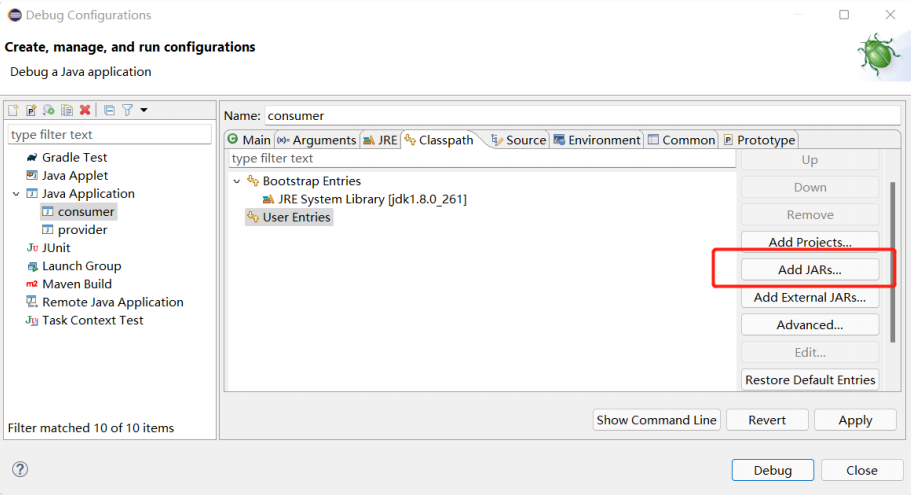 Debug Configurations
Create, manage, and run configurations
Debug a Java application
type filter text
Gradle Test
Java Applet
Java Application
consumer
provider
JUnit
Launch Group
Maven Build
Remote Java Application
Task Context Test
Filter matched 10 of 10 items
Name: consumer
Main Arguments JRE Classpath Source Environment Common Prototype
type filter text
Bootstrap Entries
JRE System Library [jdk1.8.0_261]
User Entries
Up
Down
Remove
Add Projects...
Add JARs...
Add External JARs...
Advanced...
Edit...
Restore Default Entries
Show Command Line Revert Apply
Debug Close